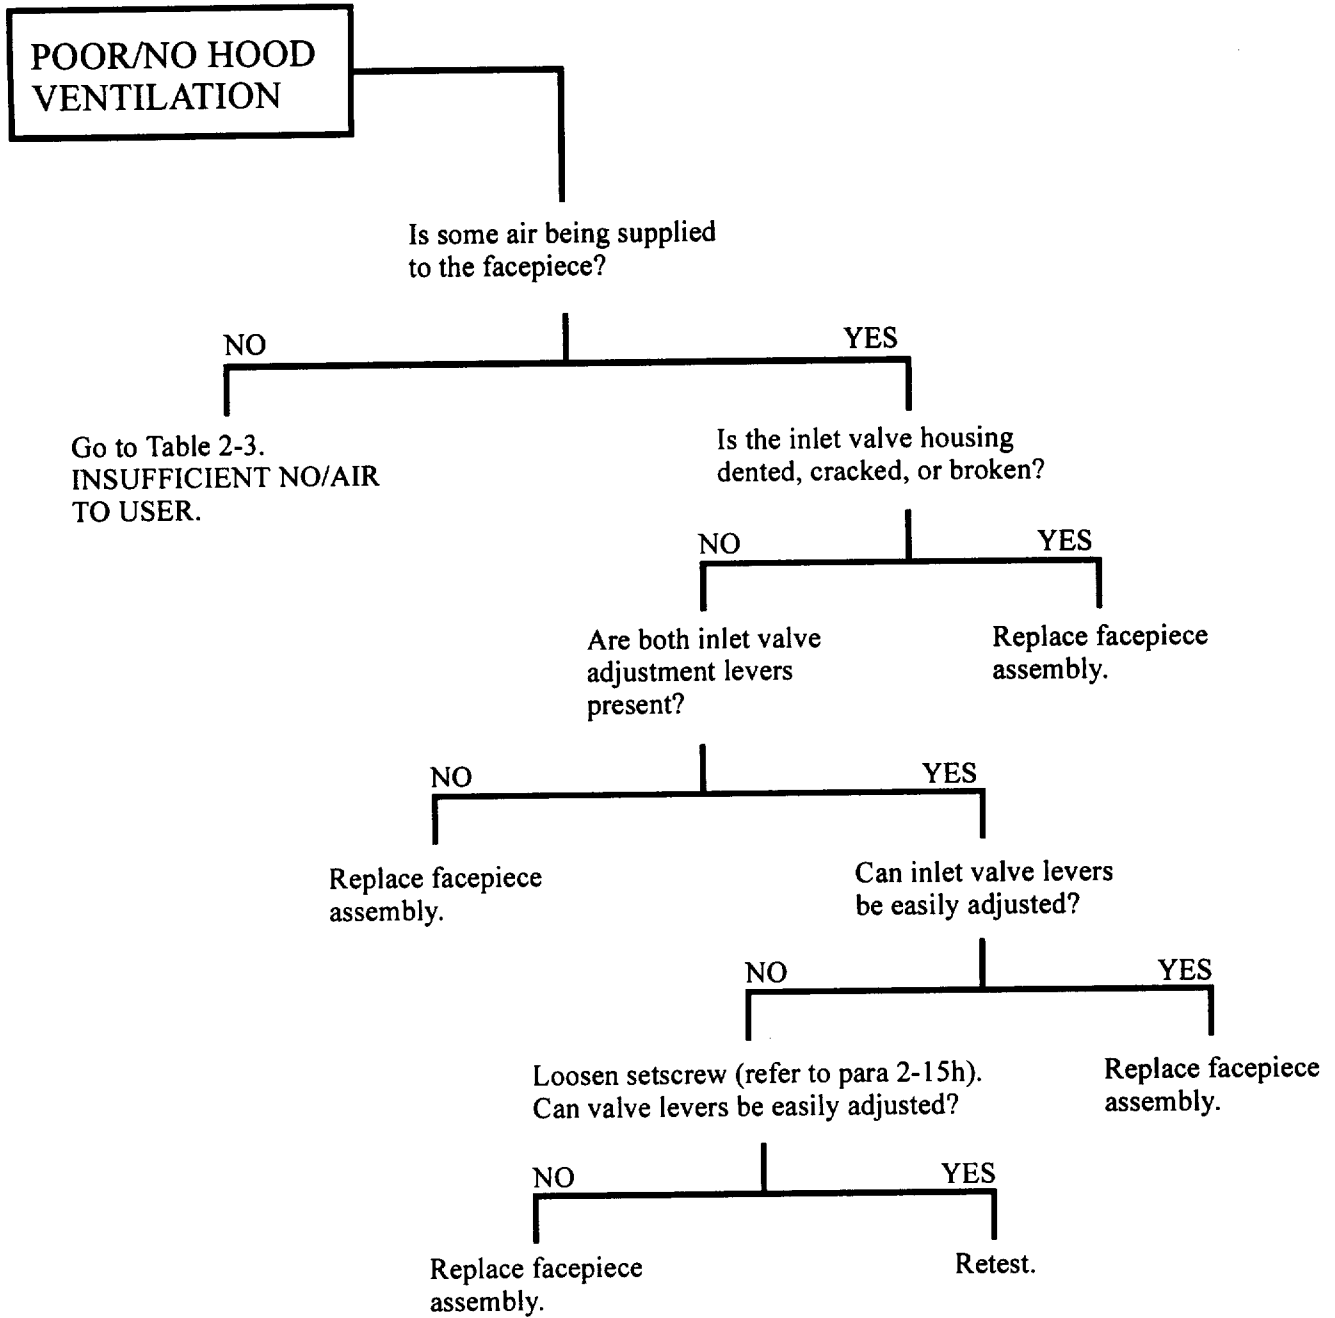 POOR/NO HOOD
VENTILATION
Is some air being supplied
to the facepiece?
NO
YES
Go to Table 2-3.
INSUFFICIENT NO/AIR
TO USER.
Is the inlet valve housing
dented, cracked, or broken?
NO
YES
Are both inlet valve
adjustment levers
present?
Replace facepiece
assembly.
NO
YES
Replace facepiece
assembly.
Can inlet valve levers
be easily adjusted?
NO
YES
Loosen setscrew (refer to para 2-15h).
Can valve levers be easily adjusted?
Replace facepiece
assembly.
NO
YES
Replace facepiece
assembly.
Retest.